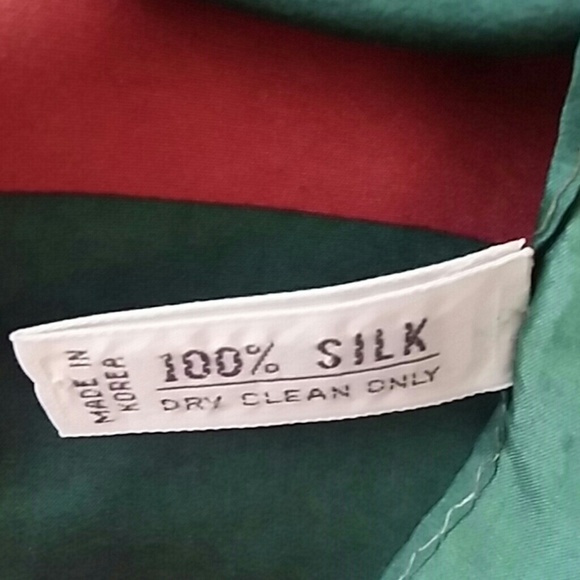 MADE IN
KOREA
100% SILK
DRY CLEAN ONLY